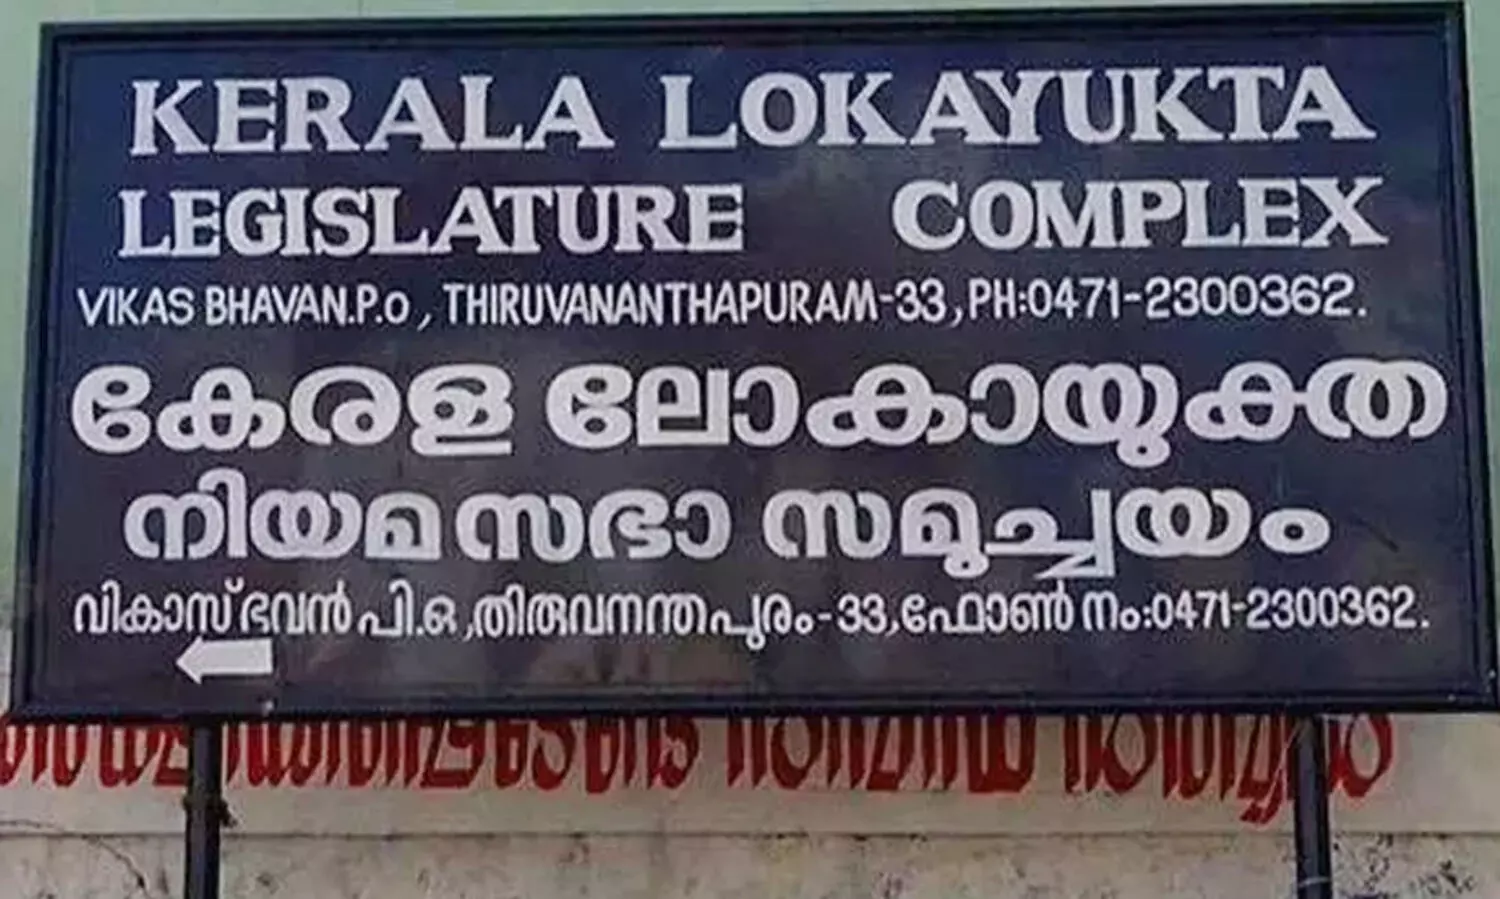 KERALA LOKAYUKTA
LEGISLATURE COMPLEX
VIKAS BHAVAN.P.O, THIRUVANANTHAPURAM-33, PH:0471-2300362.
കേരള ലോകായുക്ത
നിയമസഭാ സമുച്ചയം
വികാസ് ഭവൻ പി.ഒ, തിരുവനന്തപുരം-33, ഫോൺ നം:0471-2300362.